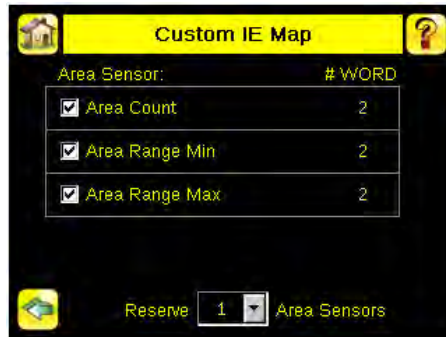 Custom IE Map
?
Area Sensor: # WORD
Area Count 2
Area Range Min 2
Area Range Max 2
Reserve 1 Area Sensors